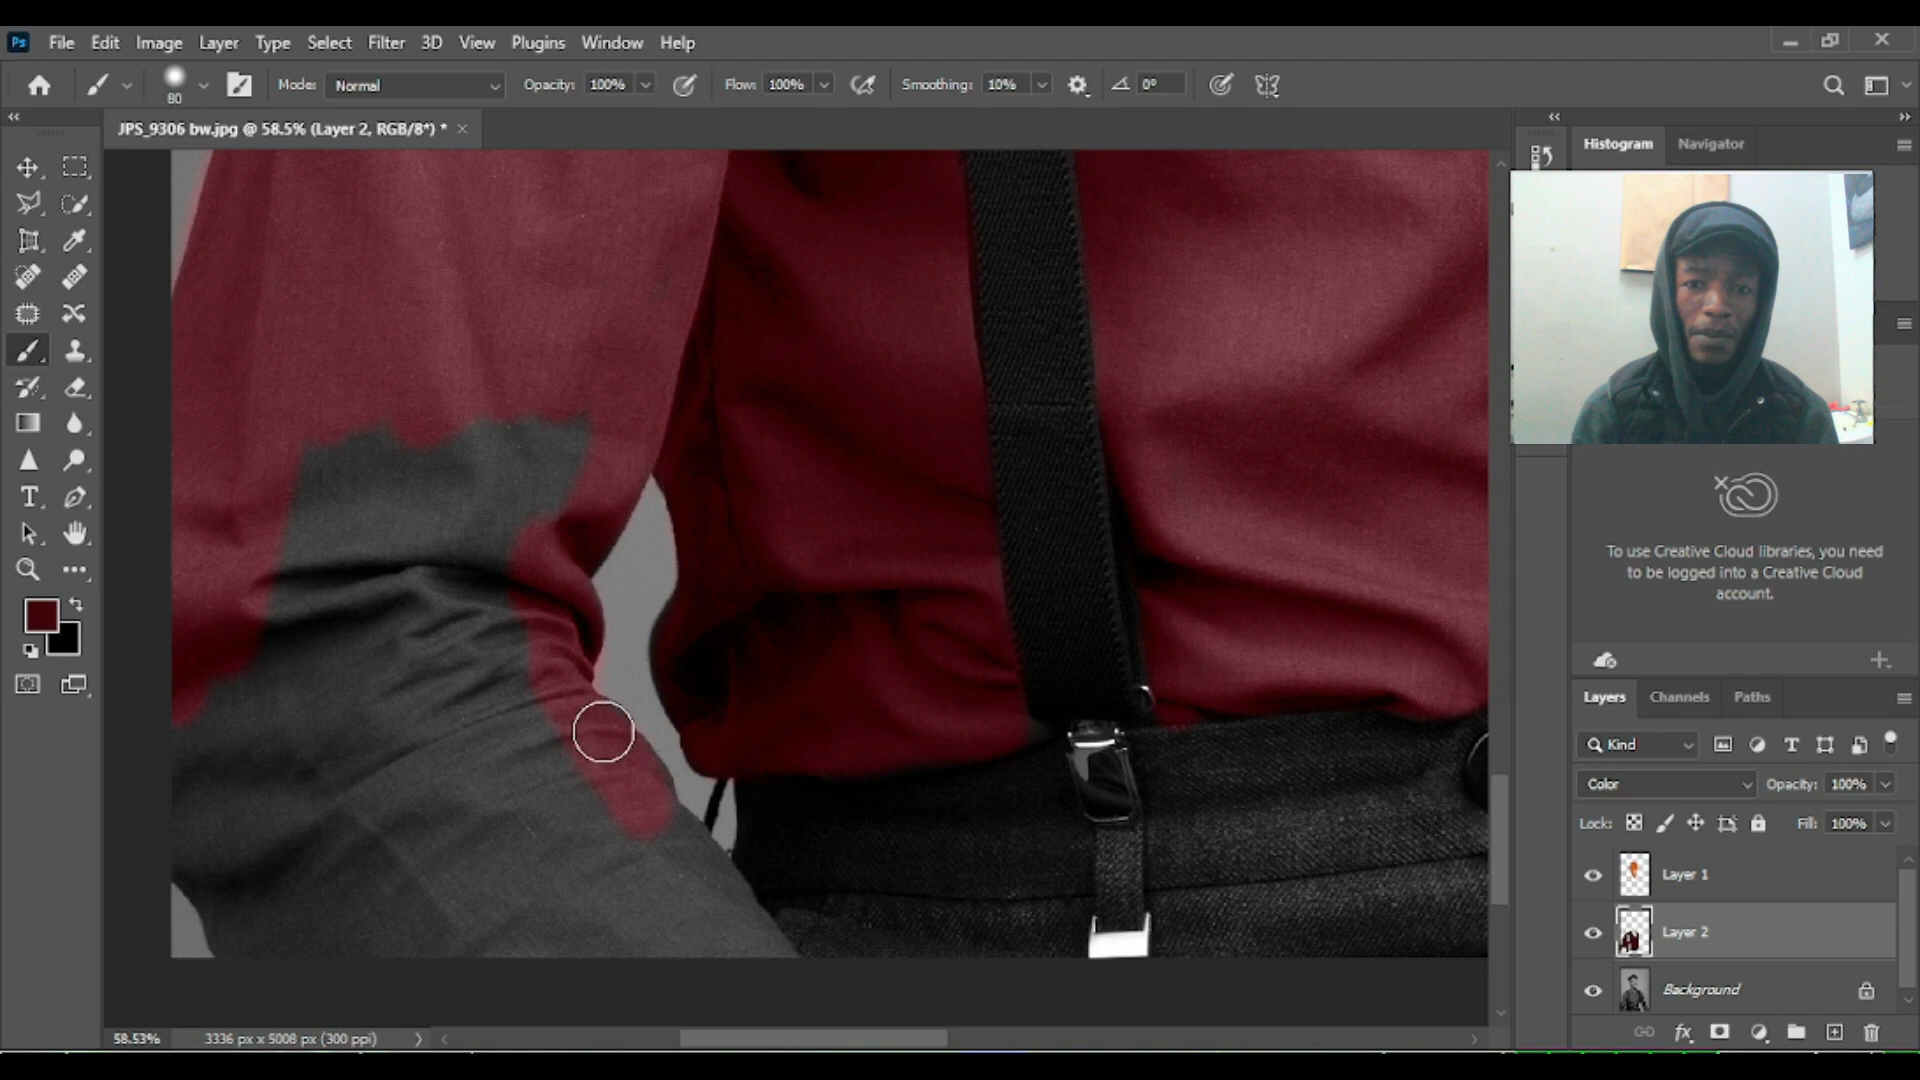 Ps File Edit Image Layer Type Select Filter 3D View Plugins Window Help
80 Mode: Normal Opacity: 100% Flow: 100% Smoothing: 10% 0°
JPS_9306 bw.jpg @ 58.5% (Layer 2, RGB/8*) *
Histogram Navigator
To use Creative Cloud libraries, you need
to be logged into a Creative Cloud
account.
Layers Channels Paths
Kind
Color Opacity: 100%
Lock: Fill: 100%
Layer 1
Layer 2
Background
58.53% 3336 px x 5008 px (300 ppi)